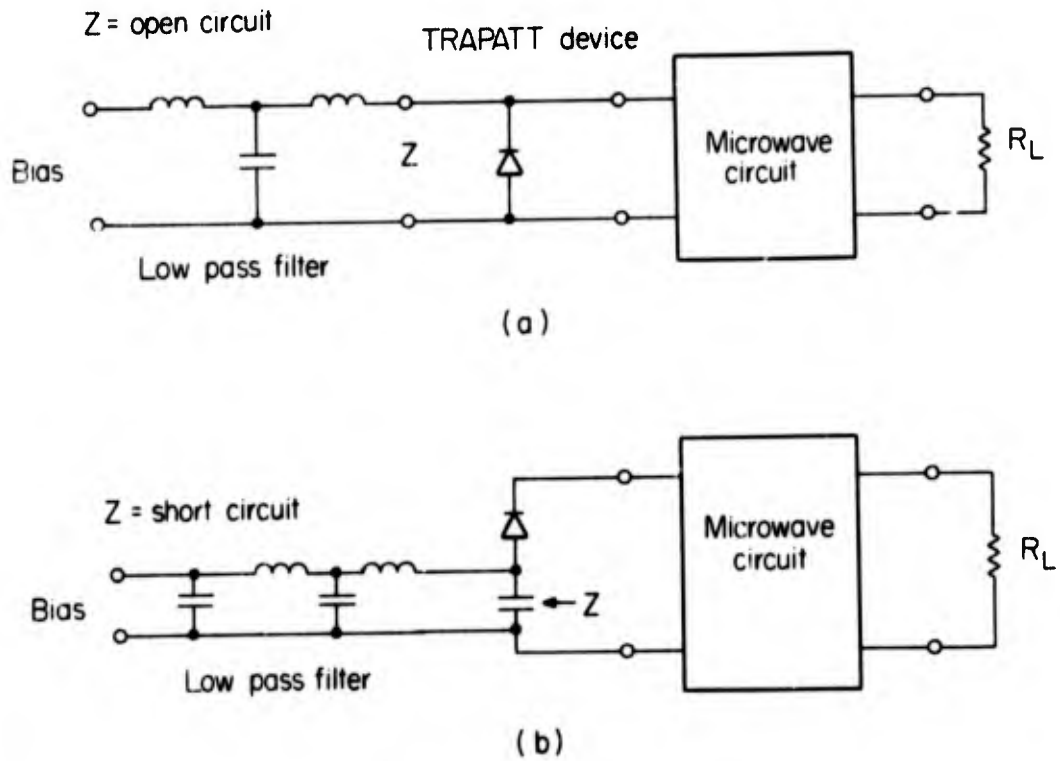 Z = open circuit
TRAPATT device
Bias
Z
Microwave
circuit
R_L
Low pass filter
(a)
Z = short circuit
Bias
Z
Microwave
circuit
R_L
Low pass filter
(b)